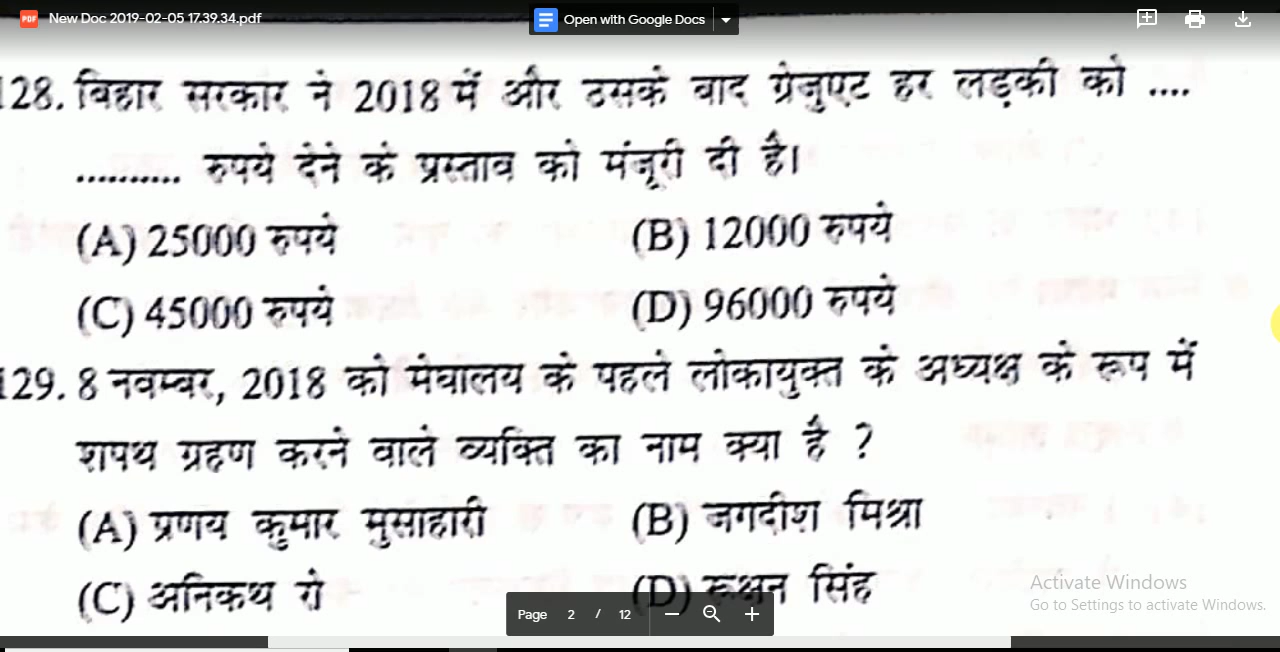 New Doc 2019-02-05 17.39.34.pdf
Open with Google Docs
128. बिहार सरकार ने 2018 में और उसके बाद ग्रेजुएट हर लड़की को ....
.......... रुपये देने के प्रस्ताव को मंजूरी दी है।
(A) 25000 रुपये (B) 12000 रुपये
(C) 45000 रुपये (D) 96000 रुपये
129. 8 नवम्बर, 2018 को मेघालय के पहले लोकायुक्त के अध्यक्ष के रूप में
शपथ ग्रहण करने वाले व्यक्ति का नाम क्या है ?
(A) प्रणय कुमार मुसाहारी (B) जगदीश मिश्रा
(C) अनिकथ रो (D) रूक्षन सिंह
Activate Windows
Go to Settings to activate Windows.
Page 2 / 12